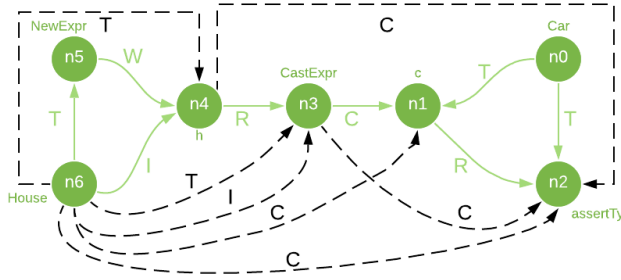 T
C
NewExpr
Car
n5
W
CastExpr
c
T
n0
n4
R
n3
C
n1
T
T
h
I
R
n6
T
n2
House
I
C
C
assertTy
C